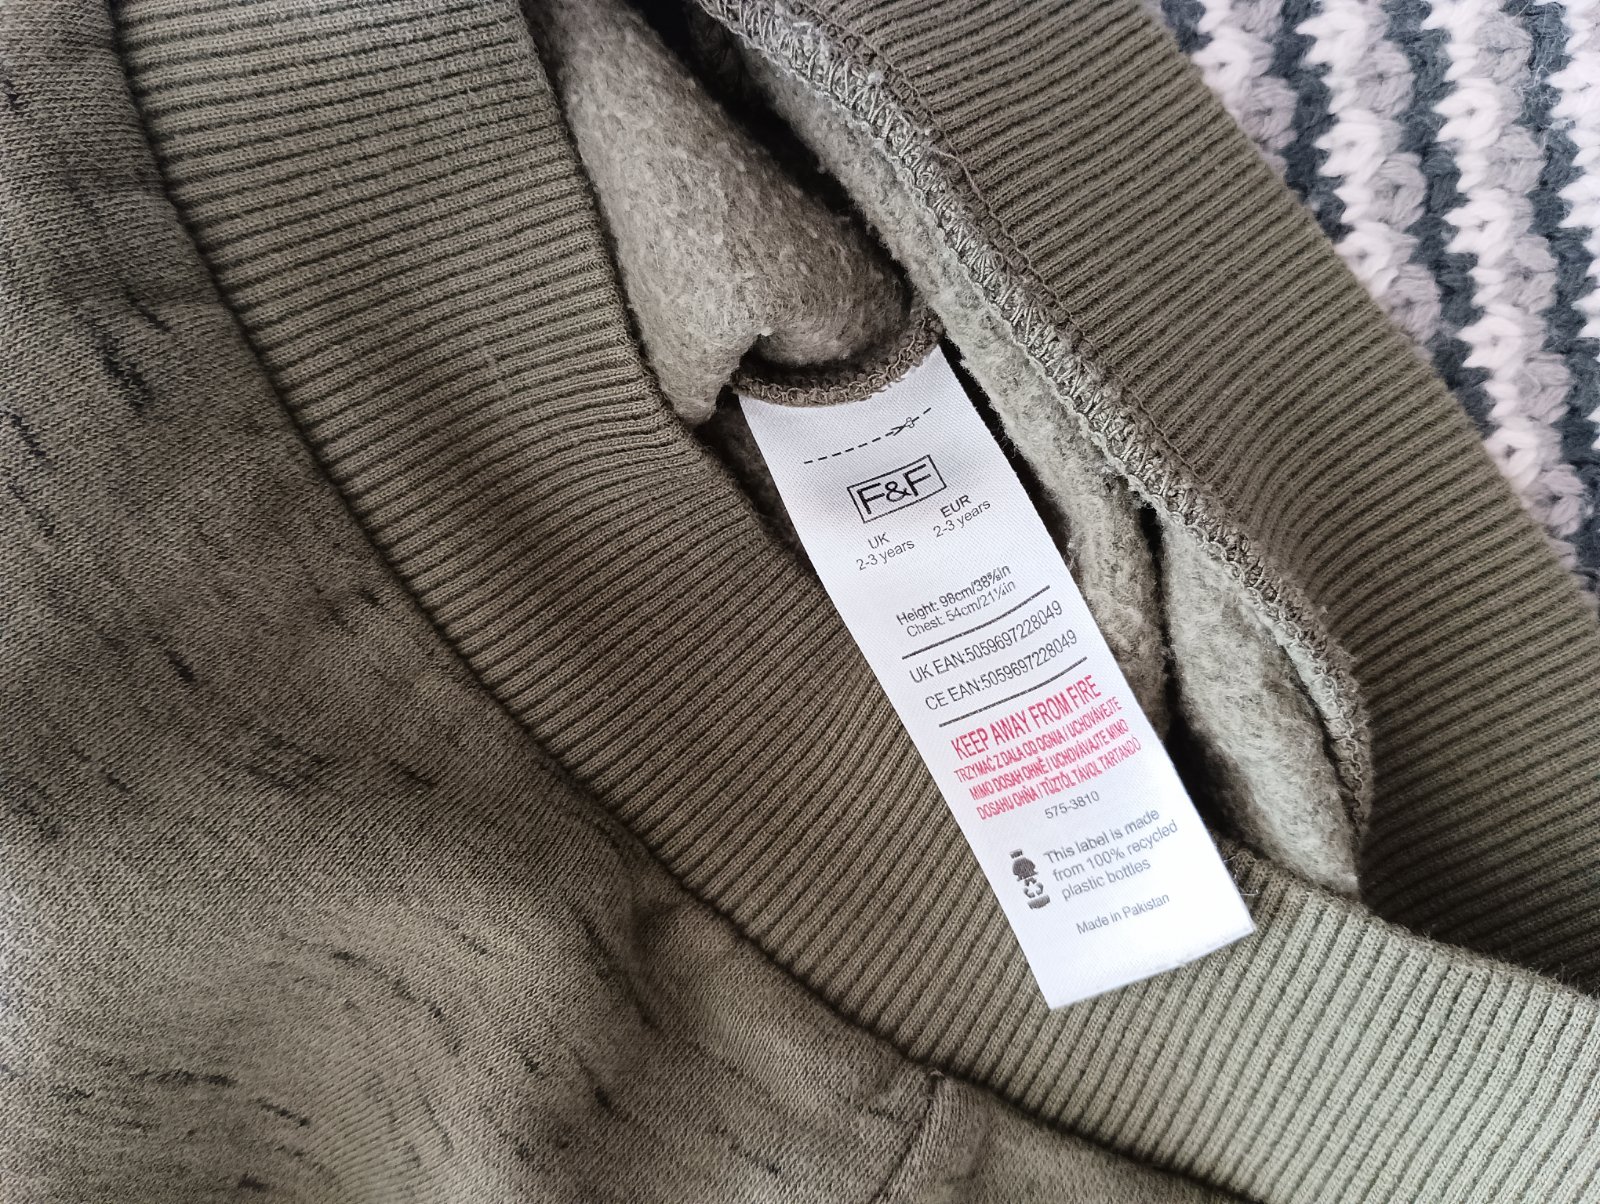 F&F
UK EUR
2-3 years 2-3 years
Height: 98cm/38⅝in
Chest: 54cm/21¼in
UK EAN:5059697228049
CE EAN:5059697228049
KEEP AWAY FROM FIRE
TRZYMAĆ Z DALA OD OGNIA / UCHOVÁVEJTE
MIMO DOSAH OHNĚ / UCHOVÁVAJTE MIMO
DOSAHU OHŇA / TŰZTŐL TÁVOL TARTANDÓ
575-3810
This label is made
from 100% recycled
plastic bottles
Made in Pakistan